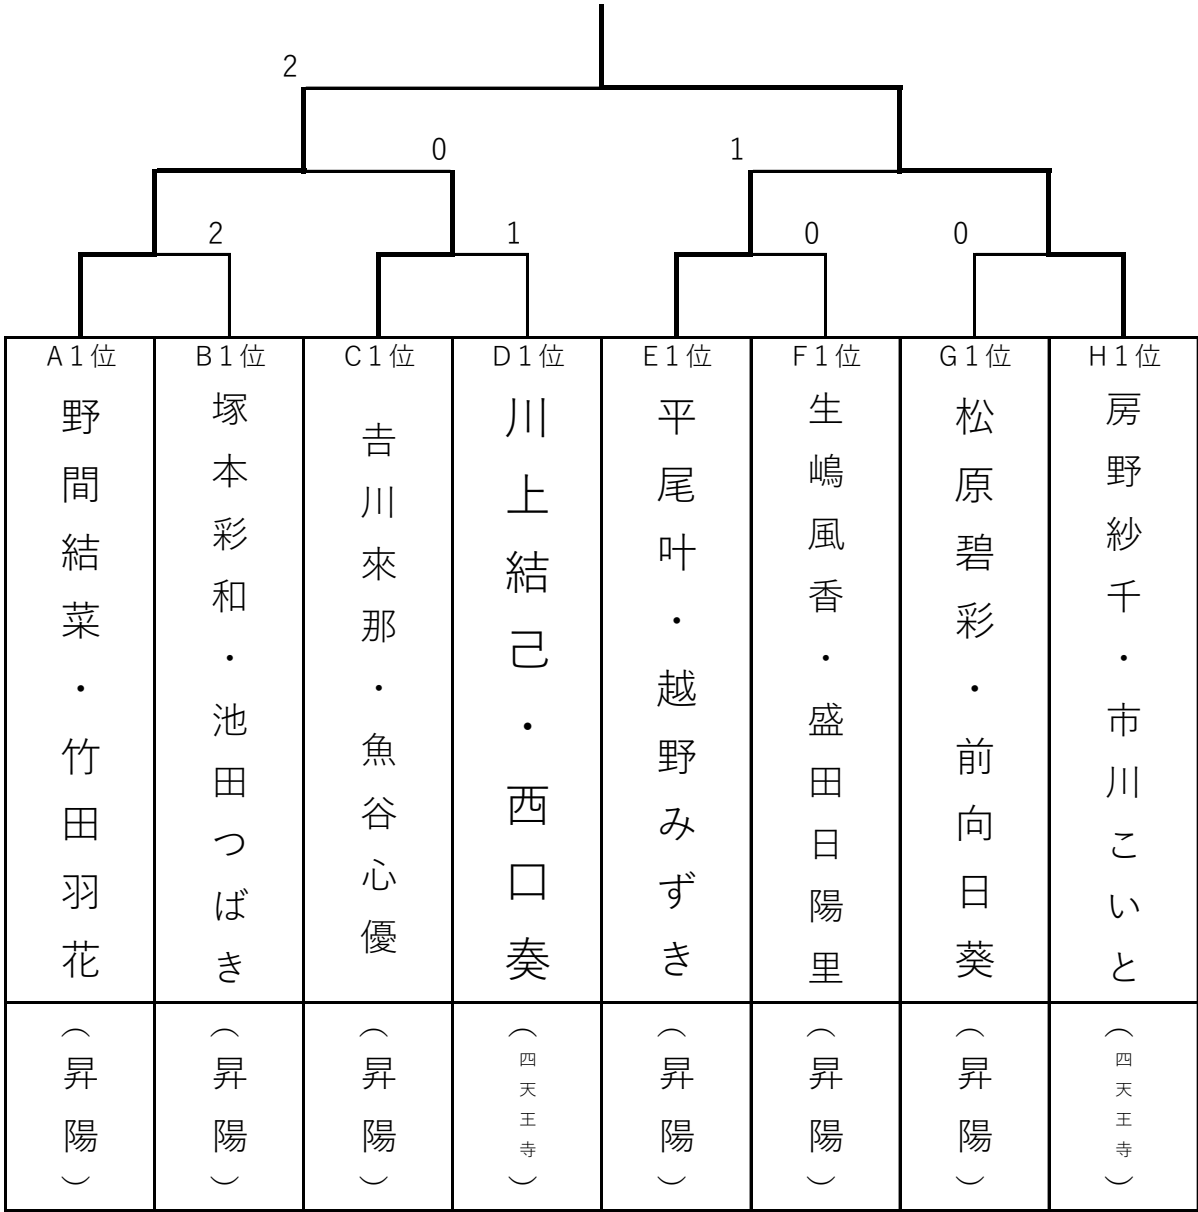 2
0
1
2
1
0
0
A1位
B1位
C1位
D1位
E1位
F1位
G1位
H1位
野間結菜・竹田羽花
塚本彩和・池田つばき
𠮷川來那・魚谷心優
川上結己・西口奏
平尾叶・越野みずき
生嶋風香・盛田日陽里
松原碧彩・前向日葵
房野紗千・市川こいと
（昇陽）
（昇陽）
（昇陽）
（四天王寺）
（昇陽）
（昇陽）
（昇陽）
（四天王寺）